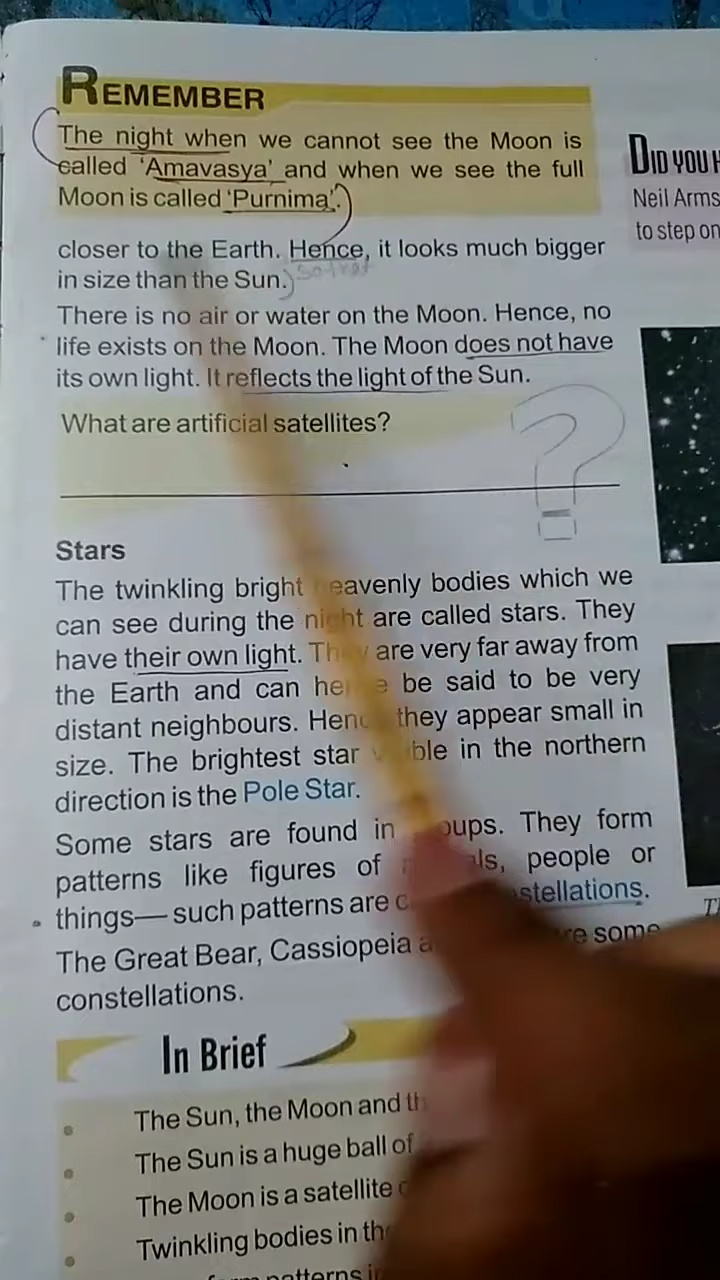 REMEMBER
The night when we cannot see the Moon is
called 'Amavasya' and when we see the full
Moon is called 'Purnima'.
closer to the Earth. Hence, it looks much bigger
in size than the Sun.
There is no air or water on the Moon. Hence, no
life exists on the Moon. The Moon does not have
its own light. It reflects the light of the Sun.
What are artificial satellites?
Stars
The twinkling bright heavenly bodies which we
can see during the night are called stars. They
have their own light. They are very far away from
the Earth and can hence be said to be very
distant neighbours. Hence they appear small in
size. The brightest star visible in the northern
direction is the Pole Star.
Some stars are found in groups. They form
patterns like figures of people or
things— such patterns are
The Great Bear, Cassiopeia some
constellations.
In Brief
The Sun, the Moon and
The Sun is a huge ball of
The Moon is a satellite
Twinkling bodies in
patterns
DID YOU
Neil
to step on